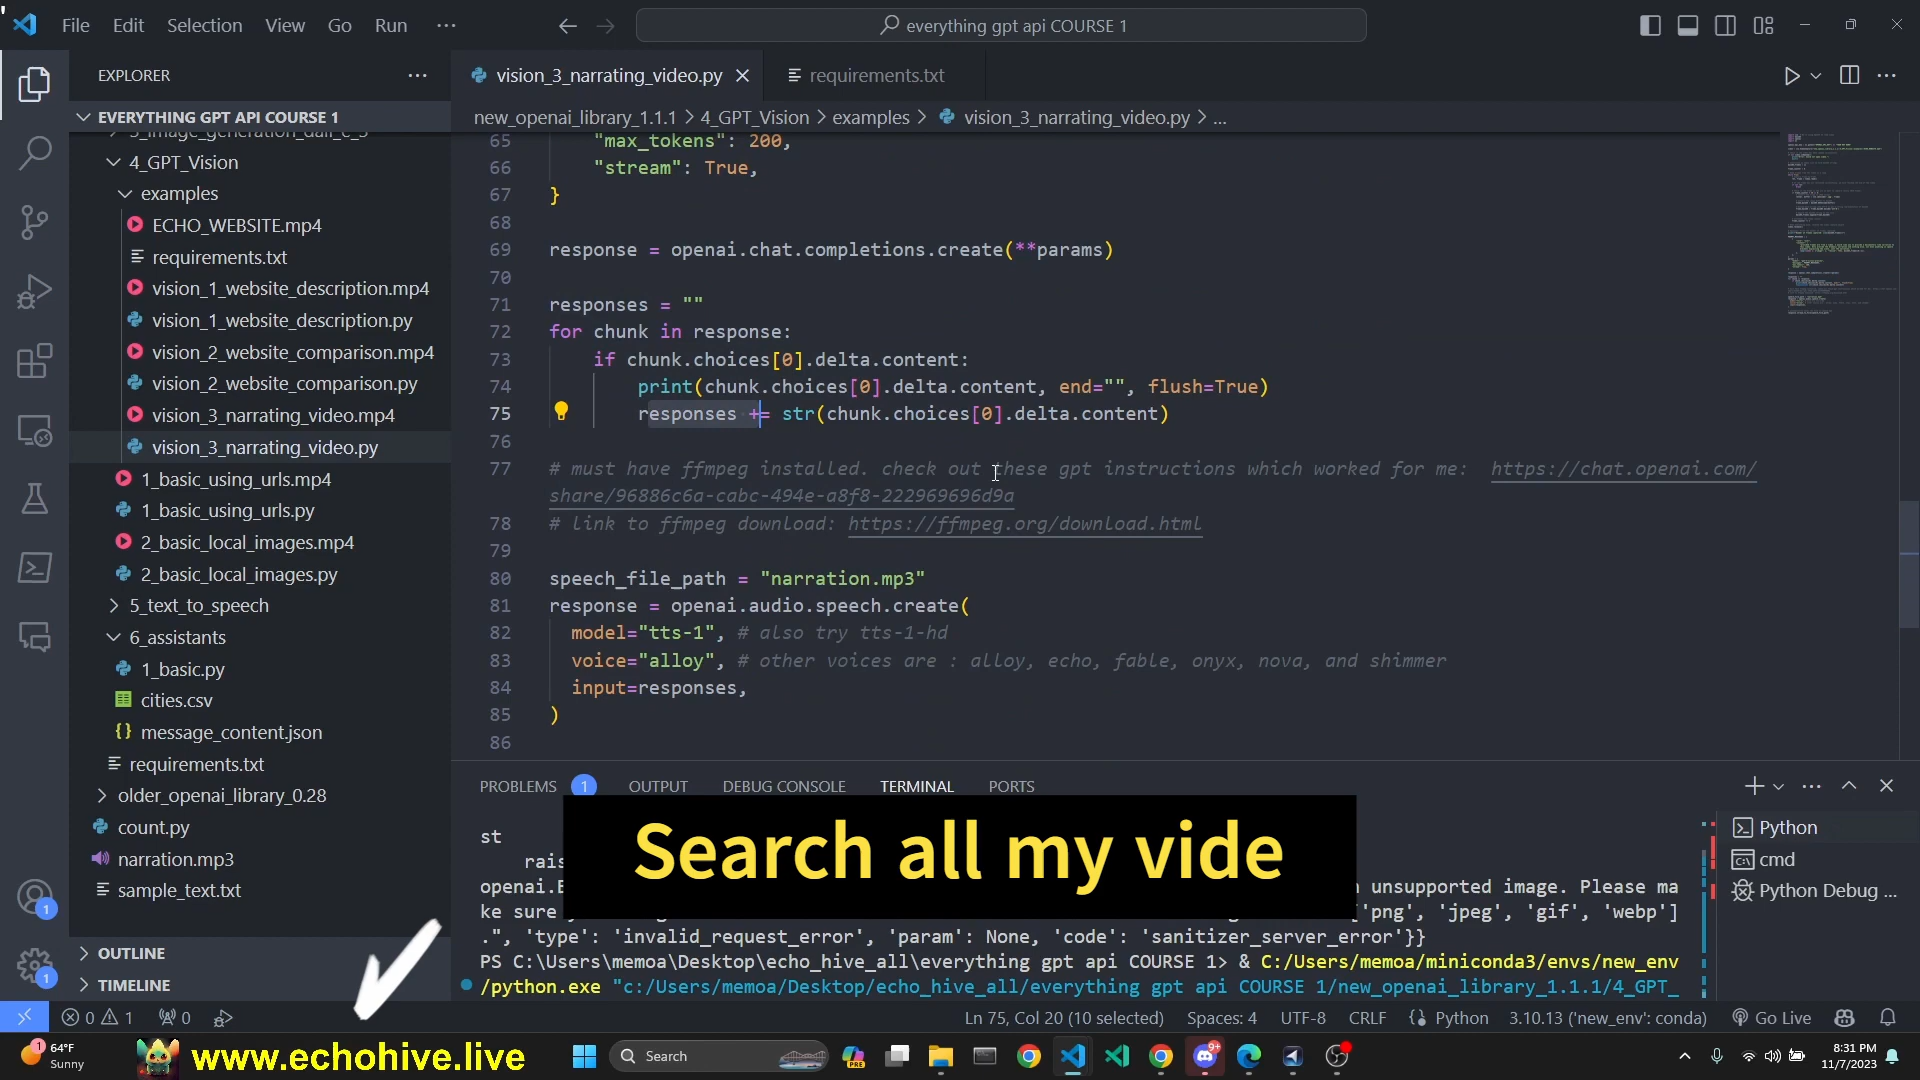 File Edit Selection View Go Run ···
everything gpt api COURSE 1
EXPLORER
EVERYTHING GPT API COURSE 1
3_image_generation_dall_e_3
4_GPT_Vision
examples
ECHO_WEBSITE.mp4
requirements.txt
vision_1_website_description.mp4
vision_1_website_description.py
vision_2_website_comparison.mp4
vision_2_website_comparison.py
vision_3_narrating_video.mp4
vision_3_narrating_video.py
1_basic_using_urls.mp4
1_basic_using_urls.py
2_basic_local_images.mp4
2_basic_local_images.py
5_text_to_speech
6_assistants
1_basic.py
cities.csv
message_content.json
requirements.txt
older_openai_library_0.28
count.py
narration.mp3
sample_text.txt
OUTLINE
TIMELINE
vision_3_narrating_video.py requirements.txt
new_openai_library_1.1.1 > 4_GPT_Vision > examples > vision_3_narrating_video.py > ...
65 "max_tokens": 200,
66 "stream": True,
67 }
68
69 response = openai.chat.completions.create(**params)
70
71 responses = ""
72 for chunk in response:
73 if chunk.choices[0].delta.content:
74 print(chunk.choices[0].delta.content, end="", flush=True)
75 responses += str(chunk.choices[0].delta.content)
76
77 # must have ffmpeg installed. check out these gpt instructions which worked for me: https://chat.openai.com/
share/96886c6a-cabc-494e-a8f8-222969696d9a
78 # link to ffmpeg download: https://ffmpeg.org/download.html
79
80 speech_file_path = "narration.mp3"
81 response = openai.audio.speech.create(
82 model="tts-1", # also try tts-1-hd
83 voice="alloy", # other voices are : alloy, echo, fable, onyx, nova, and shimmer
84 input=responses,
85 )
86
PROBLEMS 1 OUTPUT DEBUG CONSOLE TERMINAL PORTS
st
rais
openai.B
unsupported image. Please ma
ke sure
['png', 'jpeg', 'gif', 'webp']
.", 'type': 'invalid_request_error', 'param': None, 'code': 'sanitizer_server_error'}}
PS C:\Users\memoa\Desktop\echo_hive_all\everything gpt api COURSE 1> & C:/Users/memoa/miniconda3/envs/new_env
/python.exe "c:/Users/memoa/Desktop/echo_hive_all/everything gpt api COURSE 1/new_openai_library_1.1.1/4_GPT_
Search all my vide
Python
cmd
Python Debug ...
0 1 0
Ln 75, Col 20 (10 selected) Spaces: 4 UTF-8 CRLF Python 3.10.13 ('new_env': conda) Go Live
64°F
Sunny
www.echohive.live
Search
8:31 PM
11/7/2023